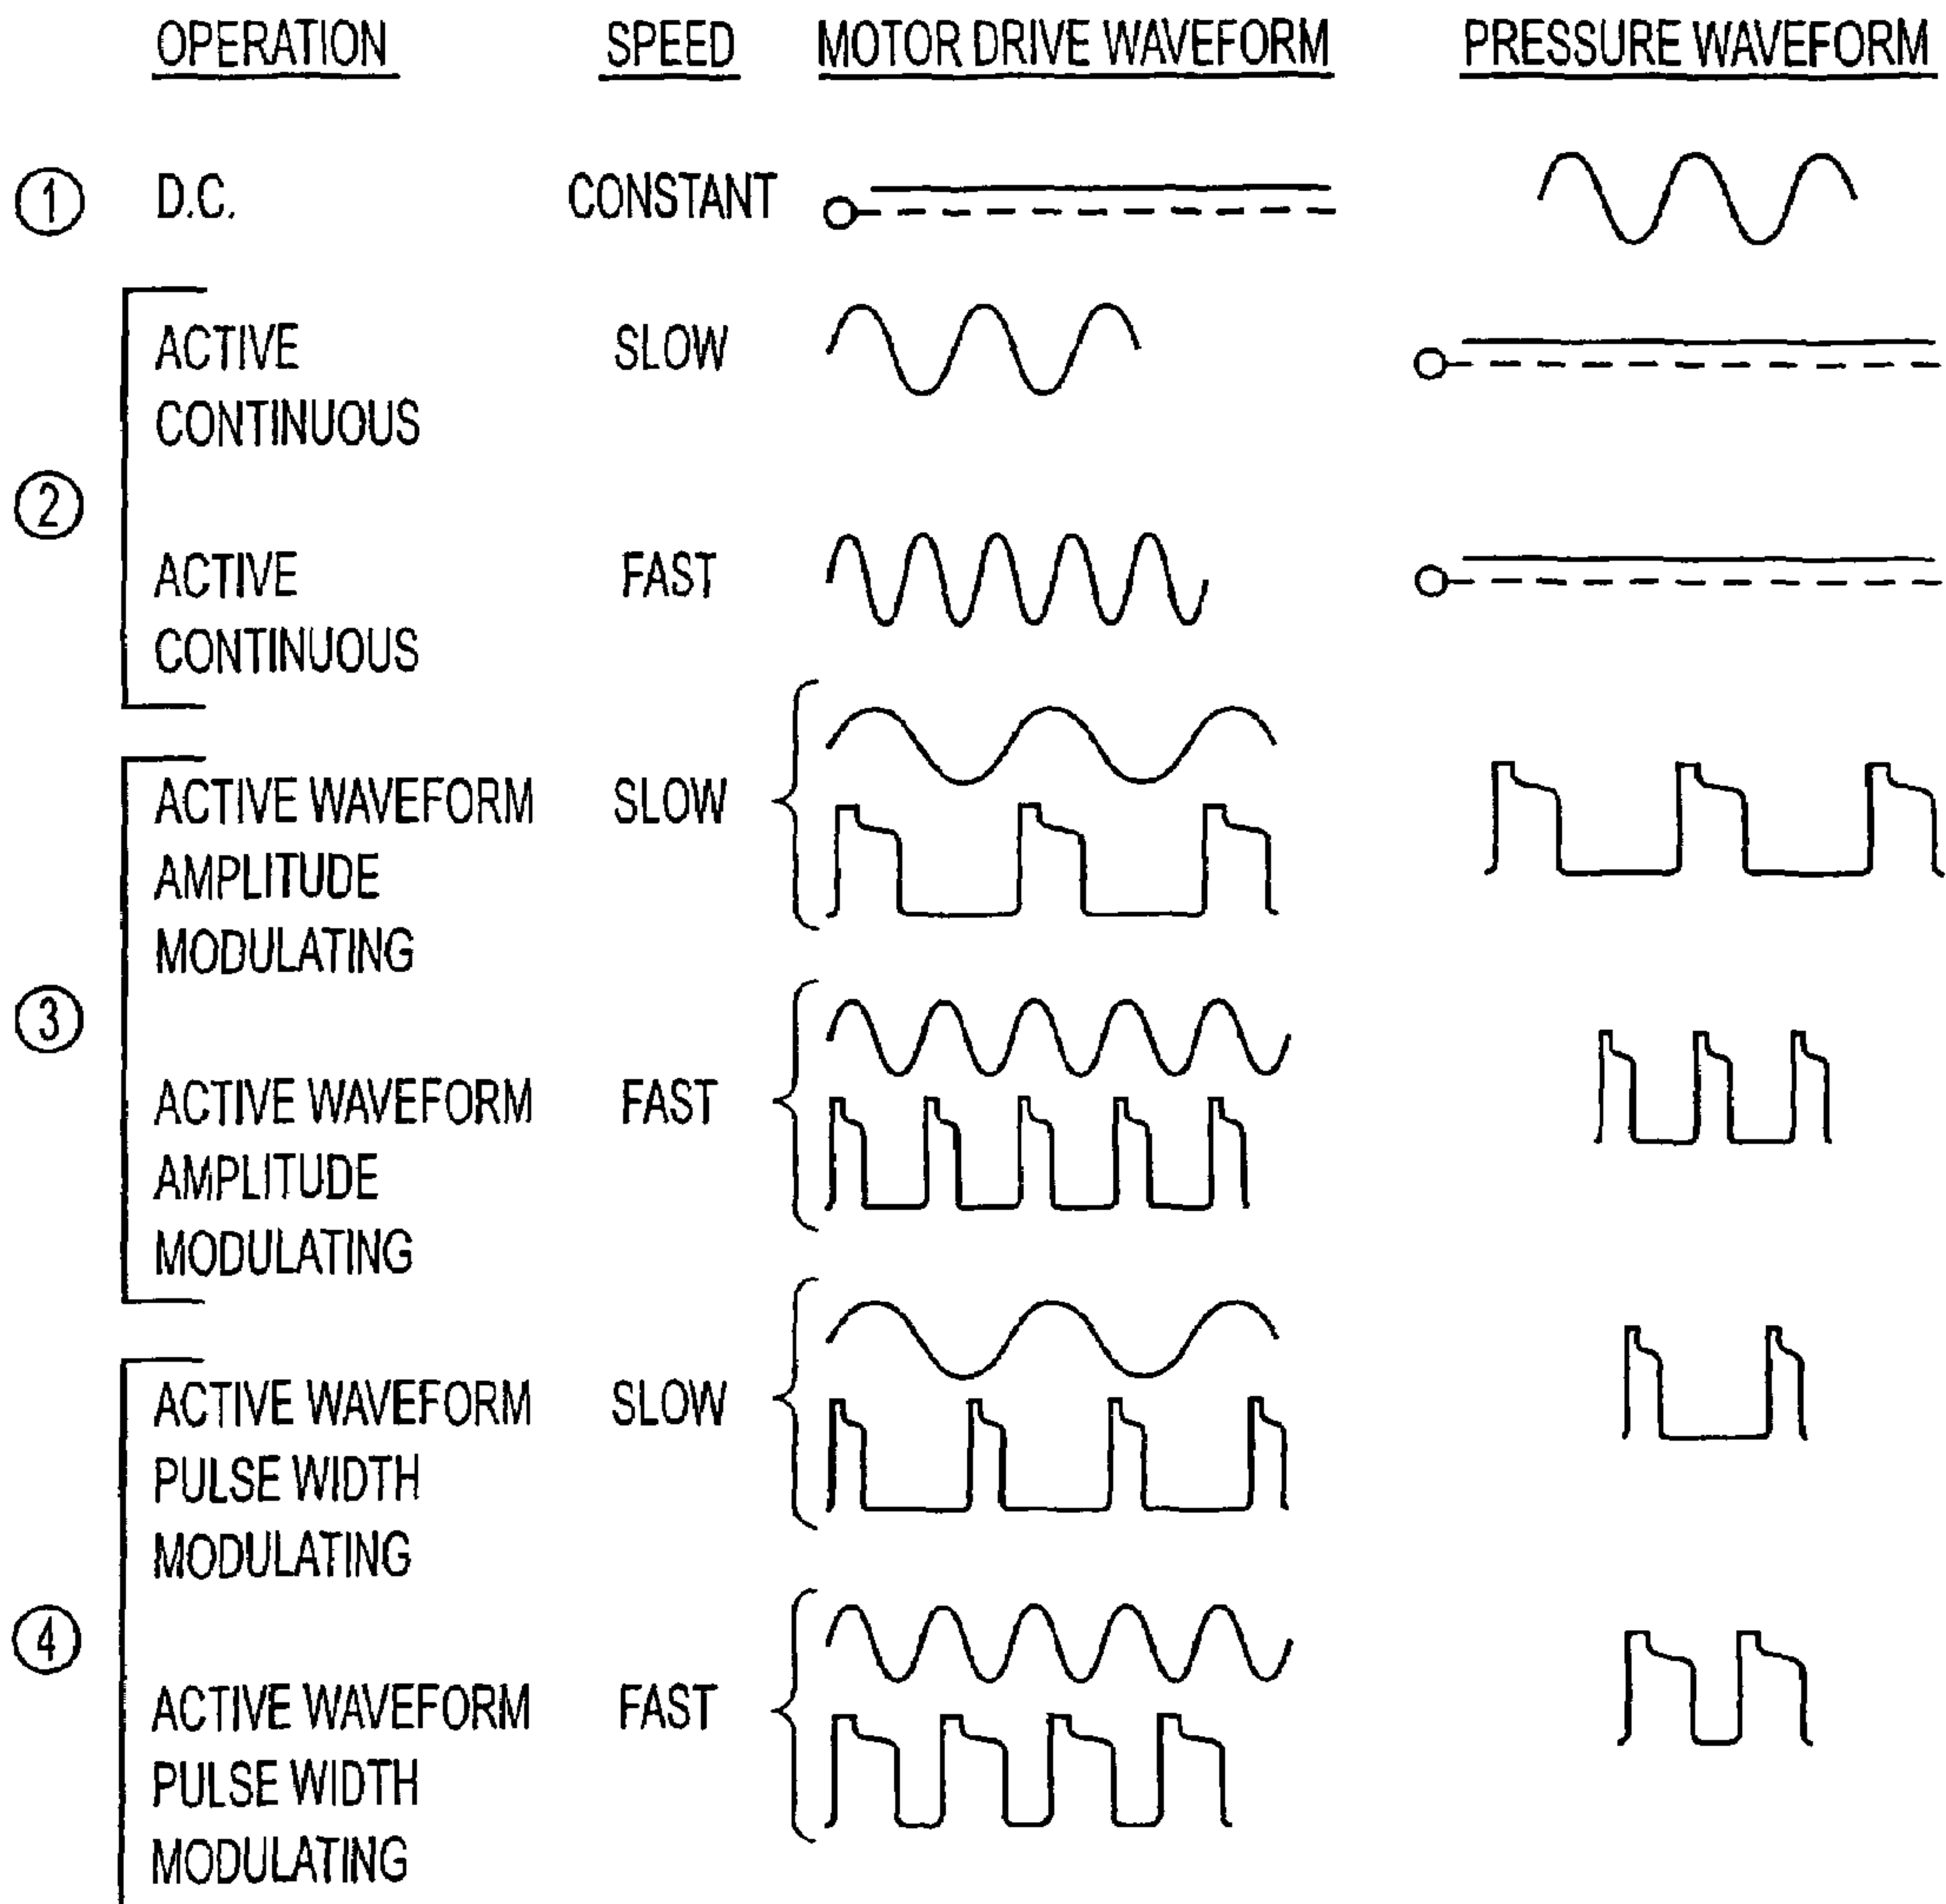 OPERATION SPEED MOTOR DRIVE WAVEFORM PRESSURE WAVEFORM
1 D.C. CONSTANT
ACTIVE SLOW
CONTINUOUS
2
ACTIVE FAST
CONTINUOUS
ACTIVE WAVEFORM SLOW
AMPLITUDE
MODULATING
3
ACTIVE WAVEFORM FAST
AMPLITUDE
MODULATING
ACTIVE WAVEFORM SLOW
PULSE WIDTH
MODULATING
4
ACTIVE WAVEFORM FAST
PULSE WIDTH
MODULATING